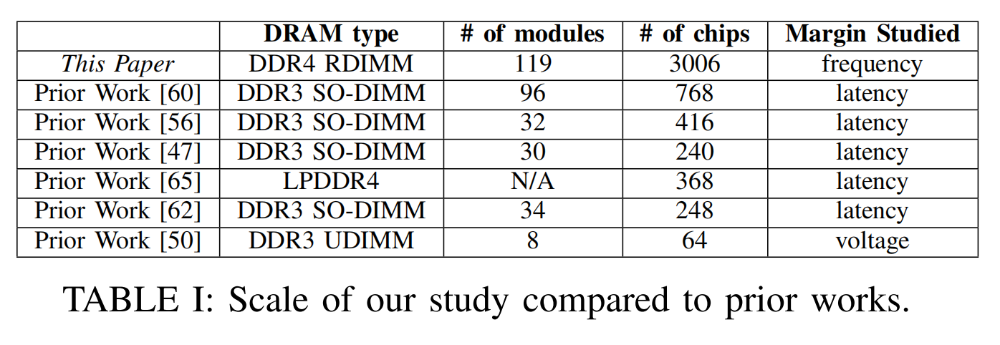 DRAM type # of modules # of chips Margin Studied
This Paper DDR4 RDIMM 119 3006 frequency
Prior Work [60] DDR3 SO-DIMM 96 768 latency
Prior Work [56] DDR3 SO-DIMM 32 416 latency
Prior Work [47] DDR3 SO-DIMM 30 240 latency
Prior Work [65] LPDDR4 N/A 368 latency
Prior Work [62] DDR3 SO-DIMM 34 248 latency
Prior Work [50] DDR3 UDIMM 8 64 voltage
TABLE I: Scale of our study compared to prior works.